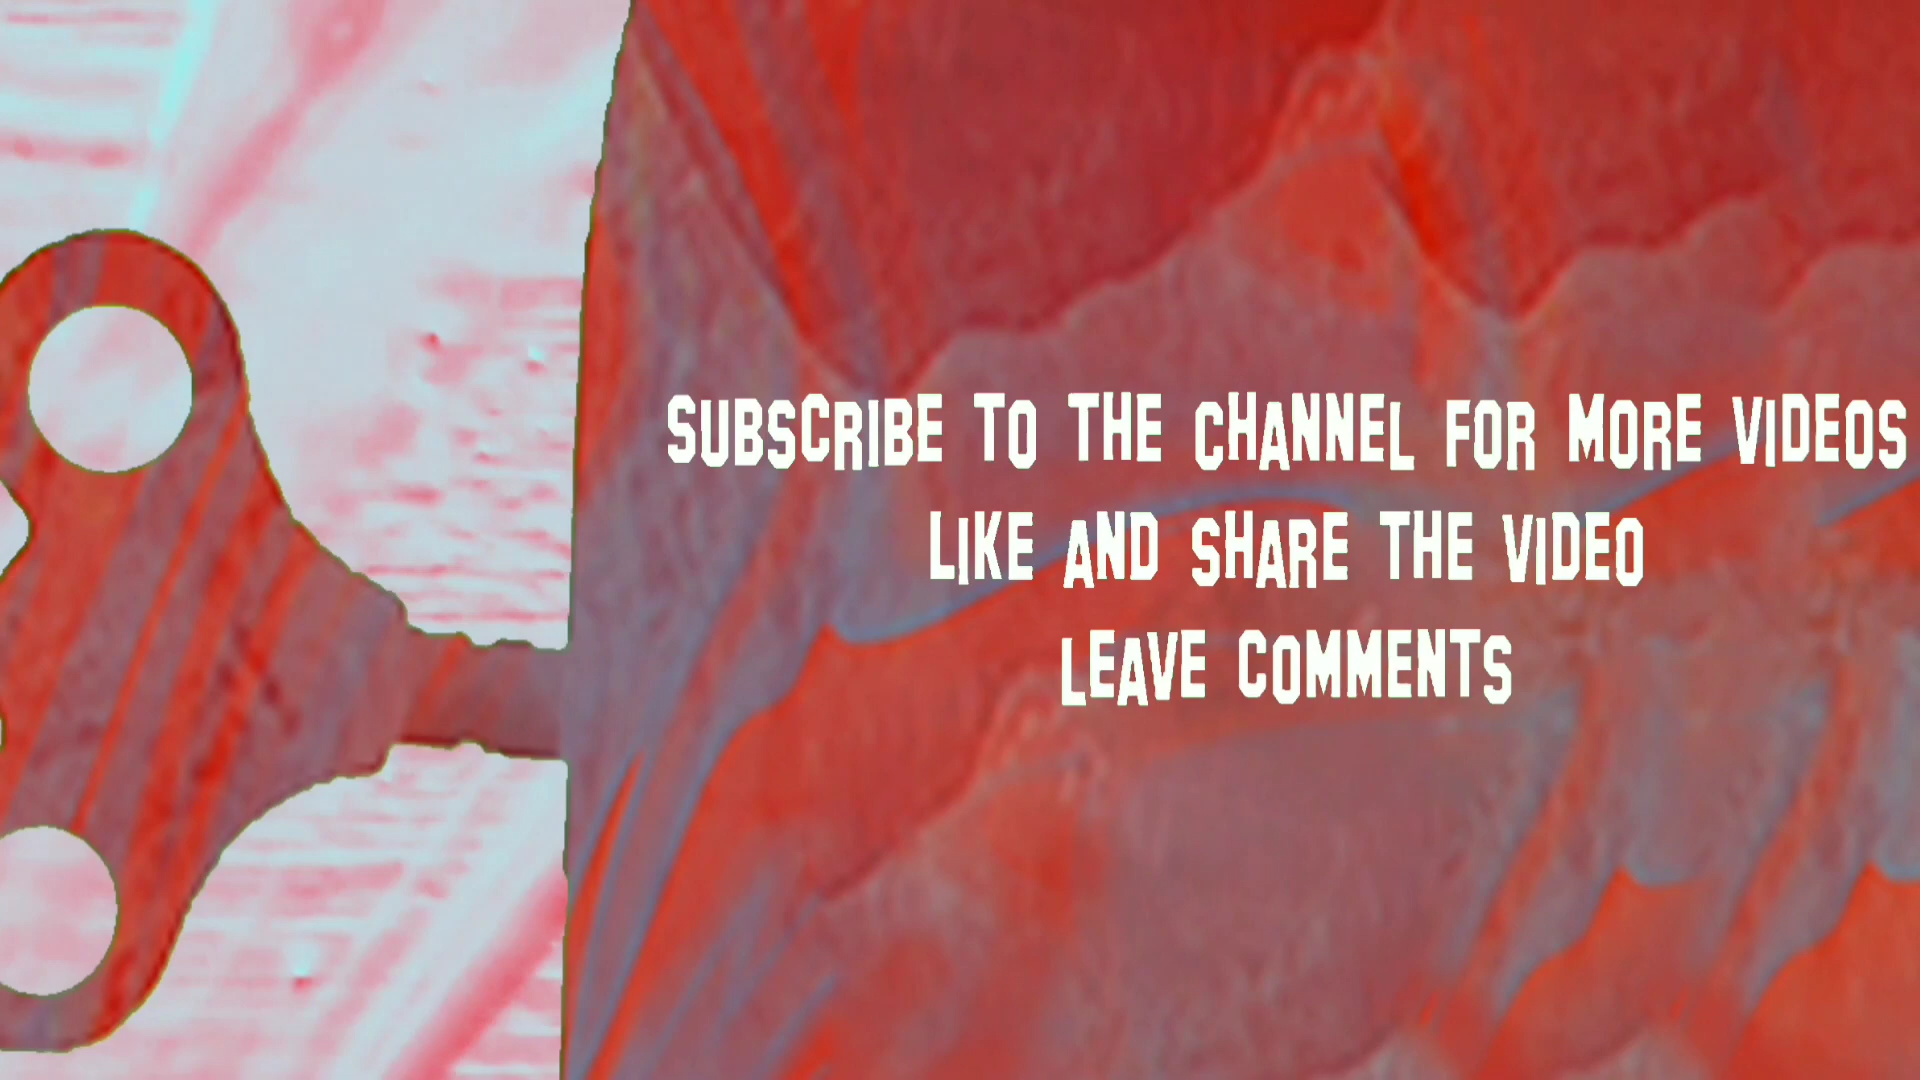 SUBSCRIBE TO THE CHANNEL FOR MORE VIDEOS
LIKE AND SHARE THE VIDEO
LEAVE COMMENTS